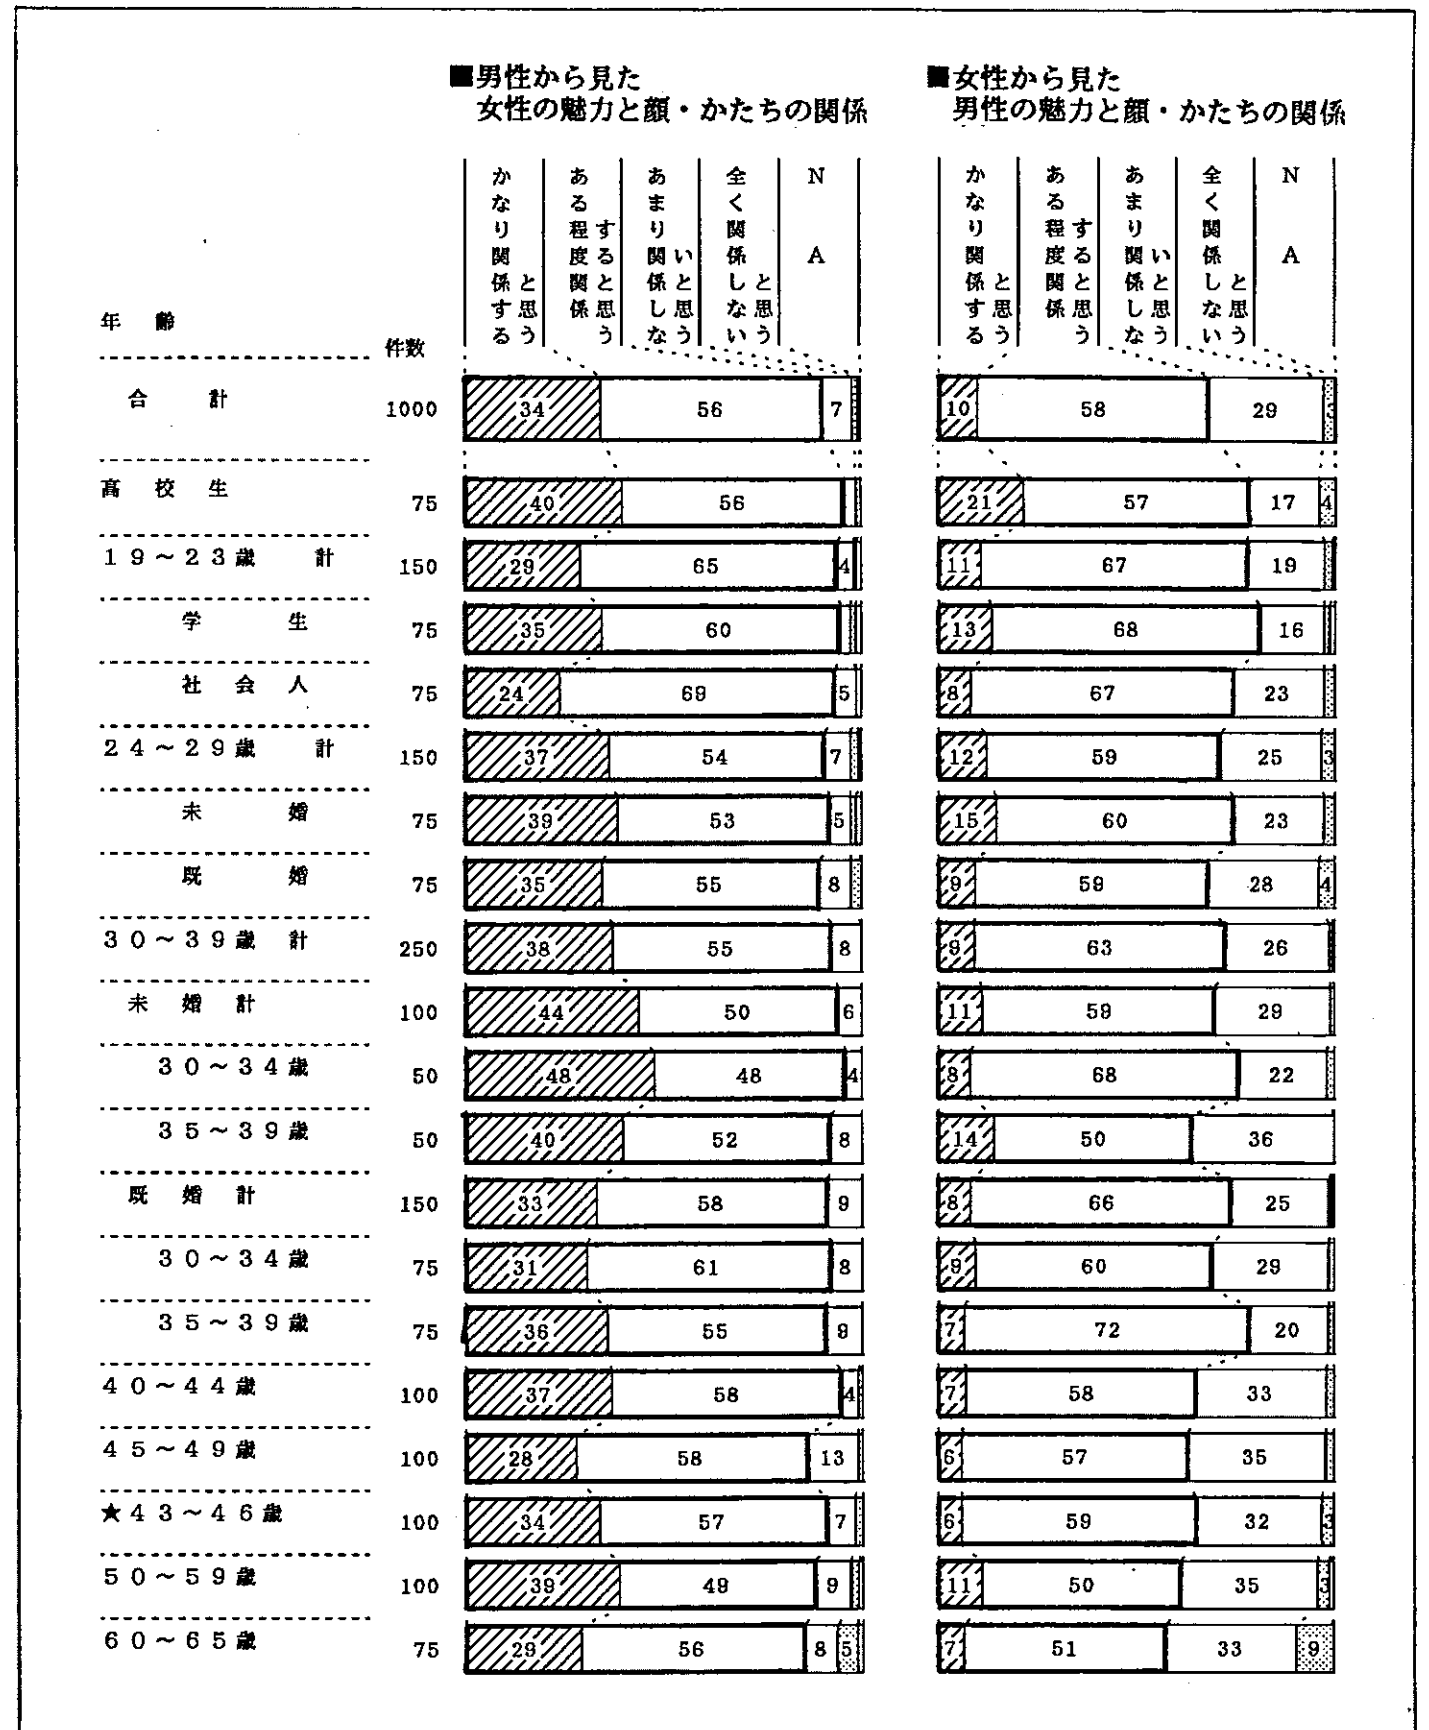 ■男性から見た
女性の魅力と顔・かたちの関係
■女性から見た
男性の魅力と顔・かたちの関係
かなり関係すると思う
ある程度関係すると思う
あまり関係しないと思う
全く関係しないと思う
NA
かなり関係すると思う
ある程度関係すると思う
あまり関係しないと思う
全く関係しないと思う
NA
年齢
件数
合計 1000 34 56 7 10 58 29 3
高校生 75 40 56 21 57 17 4
19～23歳 計 150 29 65 4 11 67 19
学生 75 35 60 13 68 16
社会人 75 24 69 5 8 67 23
24～29歳 計 150 37 54 7 12 59 25 3
未婚 75 39 53 5 15 60 23
既婚 75 35 55 8 9 59 28 4
30～39歳 計 250 38 55 8 9 63 26
未婚計 100 44 50 6 11 59 29
30～34歳 50 48 48 4 8 68 22
35～39歳 50 40 52 8 14 50 36
既婚計 150 33 58 9 8 66 25
30～34歳 75 31 61 8 9 60 29
35～39歳 75 36 55 9 7 72 20
40～44歳 100 37 58 4 7 58 33
45～49歳 100 28 58 13 6 57 35
★43～46歳 100 34 57 7 6 59 32 3
50～59歳 100 39 49 9 11 50 35 3
60～65歳 75 29 56 8 5 7 51 33 9